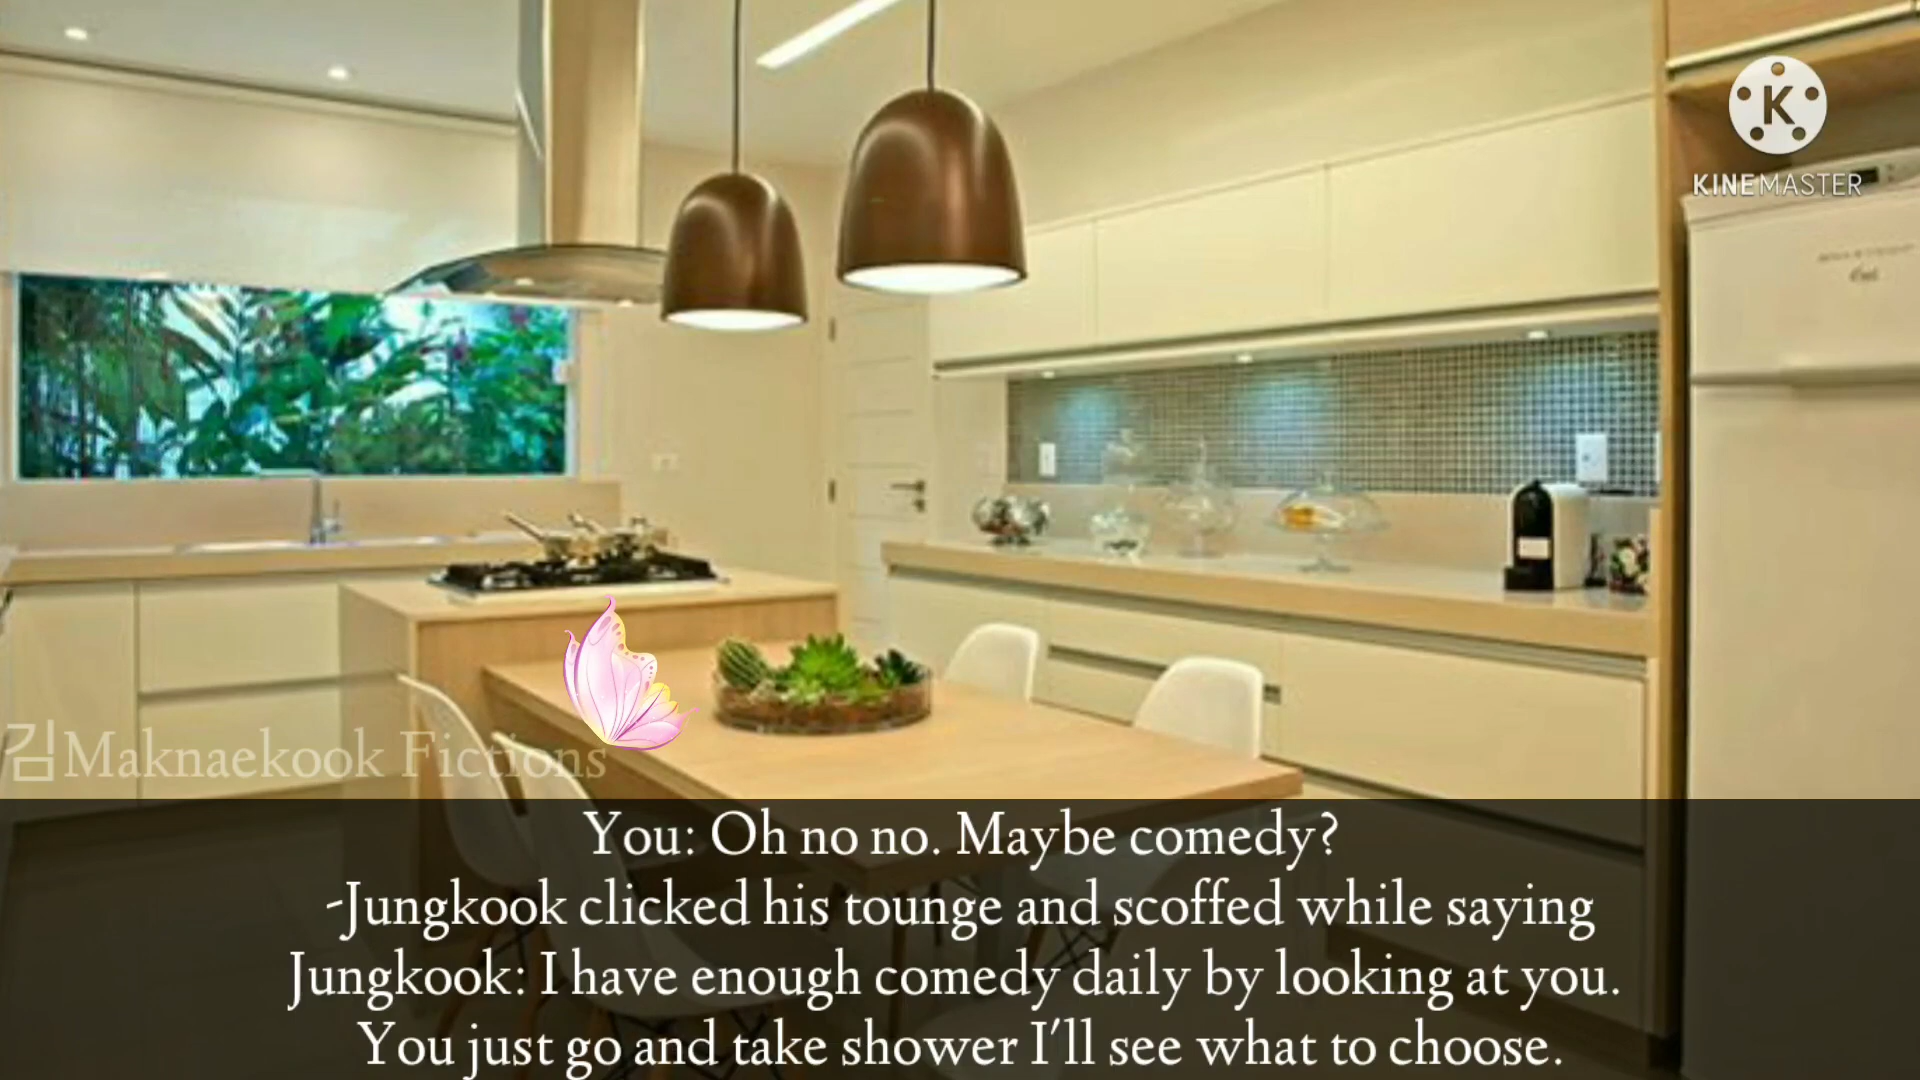 KINEMASTER
김Maknaekook Fictions
You: Oh no no. Maybe comedy?
-Jungkook clicked his tounge and scoffed while saying
Jungkook: I have enough comedy daily by looking at you.
You just go and take shower I'll see what to choose.